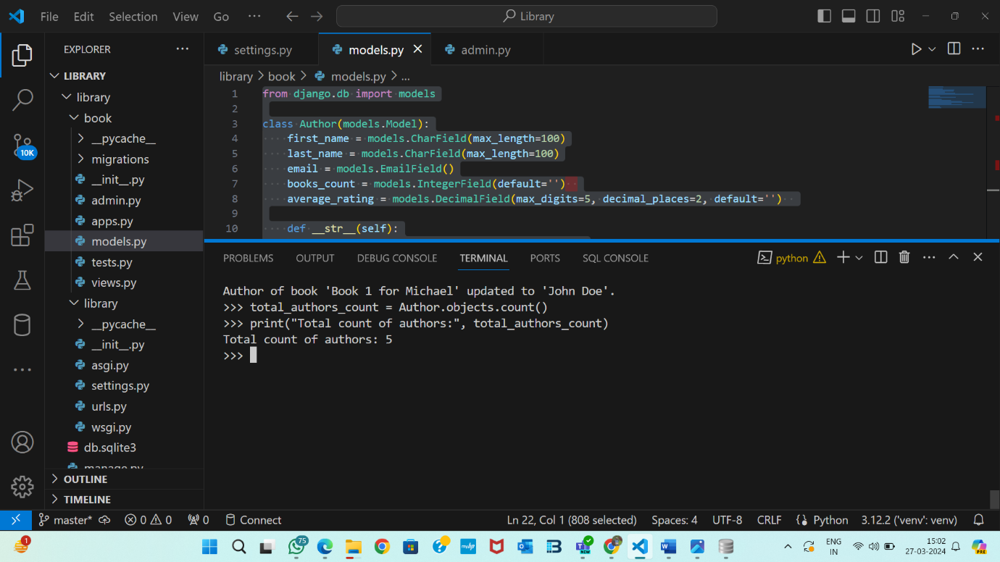 File Edit Selection View Go ... Library
EXPLORER ...
LIBRARY
library
book
__pycache__
migrations
__init__.py
admin.py
apps.py
models.py
tests.py
views.py
library
__pycache__
__init__.py
asgi.py
settings.py
urls.py
wsgi.py
db.sqlite3
manage.py
OUTLINE
TIMELINE
10K
settings.py models.py admin.py
library > book > models.py > ...
1 from django.db import models
2
3 class Author(models.Model):
4 first_name = models.CharField(max_length=100)
5 last_name = models.CharField(max_length=100)
6 email = models.EmailField()
7 books_count = models.IntegerField(default='')
8 average_rating = models.DecimalField(max_digits=5, decimal_places=2, default='')
9
10 def __str__(self):
PROBLEMS OUTPUT DEBUG CONSOLE TERMINAL PORTS SQL CONSOLE python
Author of book 'Book 1 for Michael' updated to 'John Doe'.
>>> total_authors_count = Author.objects.count()
>>> print("Total count of authors:", total_authors_count)
Total count of authors: 5
>>>
master* 0 0 0 Connect Ln 22, Col 1 (808 selected) Spaces: 4 UTF-8 CRLF Python 3.12.2 ('venv': venv)
1 75 myhp NEW ENG 15:02 PRE
IN 27-03-2024